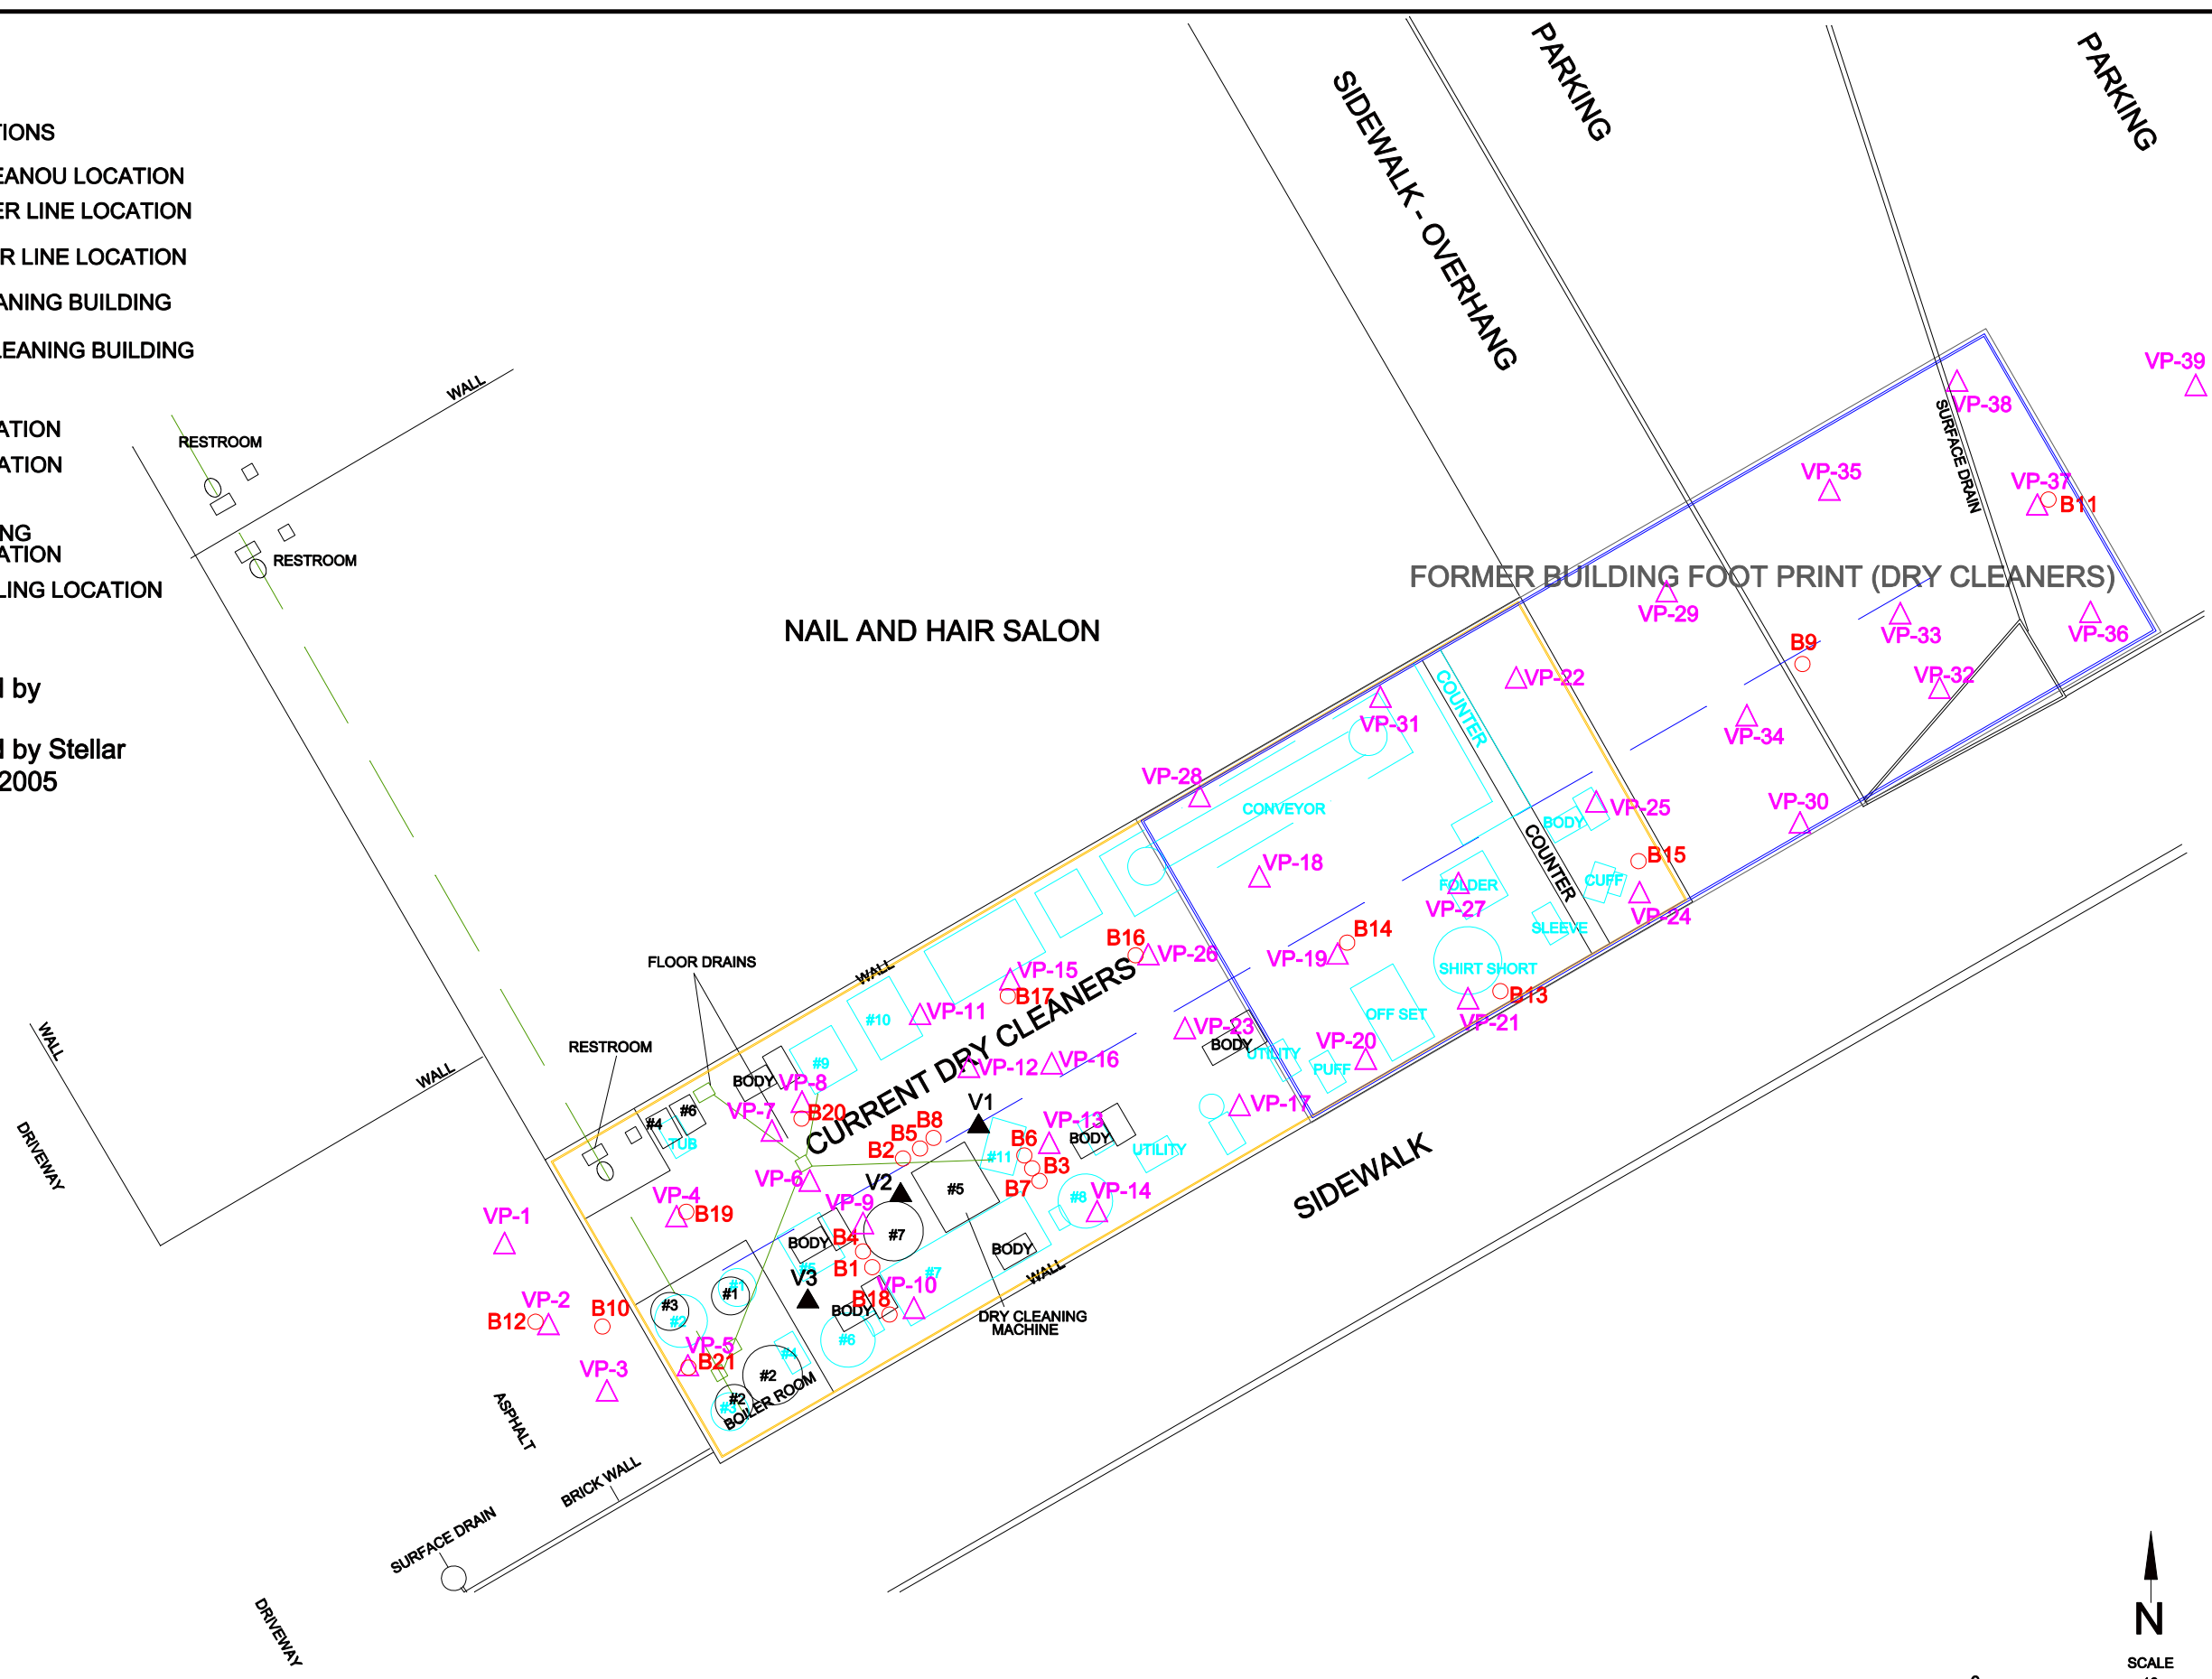 TIONS
EANOU LOCATION
ER LINE LOCATION
R LINE LOCATION
ANING BUILDING
LEANING BUILDING
ATION
ATION
NG
ATION
LING LOCATION
d by
d by Stellar
2005
PARKING
PARKING
SIDEWALK - OVERHANG
WALL
RESTROOM
RESTROOM
NAIL AND HAIR SALON
FORMER BUILDING FOOT PRINT (DRY CLEANERS)
SURFACE DRAIN
VP-39
VP-38
VP-35
VP-37
B11
VP-29
VP-33
VP-36
B9
VP-32
VP-22
VP-34
VP-31
COUNTER
VP-28
CONVEYOR
VP-25
VP-30
BODY
COUNTER
B15
VP-18
FOLDER
CUFF
VP-27
VP-24
SLEEVE
B14
VP-19
SHIRT SHORT
B13
VP-21
OFF SET
VP-20
PUFF
UTILITY
BODY
VP-23
B16
VP-26
WALL
VP-15
B17
VP-11
#10
CURRENT DRY CLEANERS
FLOOR DRAINS
RESTROOM
WALL
WALL
DRIVEWAY
BODY
#9
VP-8
VP-7
B20
#6
#4
TUB
VP-12
VP-16
V1
VP-17
VP-13
BODY
UTILITY
B8
B5
B2
B6
#11
B3
B7
#5
V2
VP-6
VP-9
#8
VP-14
VP-4
B19
VP-1
#7
BODY
B4
#5
BODY
B1
V3
#7
VP-10
WALL
SIDEWALK
B18
BODY
DRY CLEANING
MACHINE
#6
#1
#1
#3
#2
VP-2
B12
B10
VP-5
B21
#4
#2
#2
#3
BOILER ROOM
VP-3
ASPHALT
BRICK WALL
SURFACE DRAIN
DRIVEWAY
N
SCALE